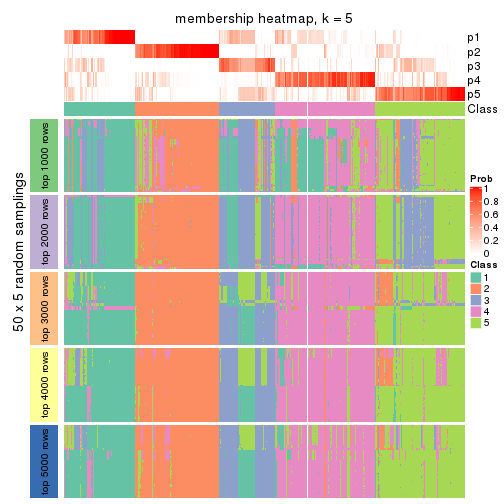 membership heatmap, k = 5
p1
p2
p3
p4
p5
Class
50 x 5 random samplings
top 1000 rows
top 2000 rows
top 3000 rows
top 4000 rows
top 5000 rows
Prob
1
0.8
0.6
0.4
0.2
0
Class
1
2
3
4
5